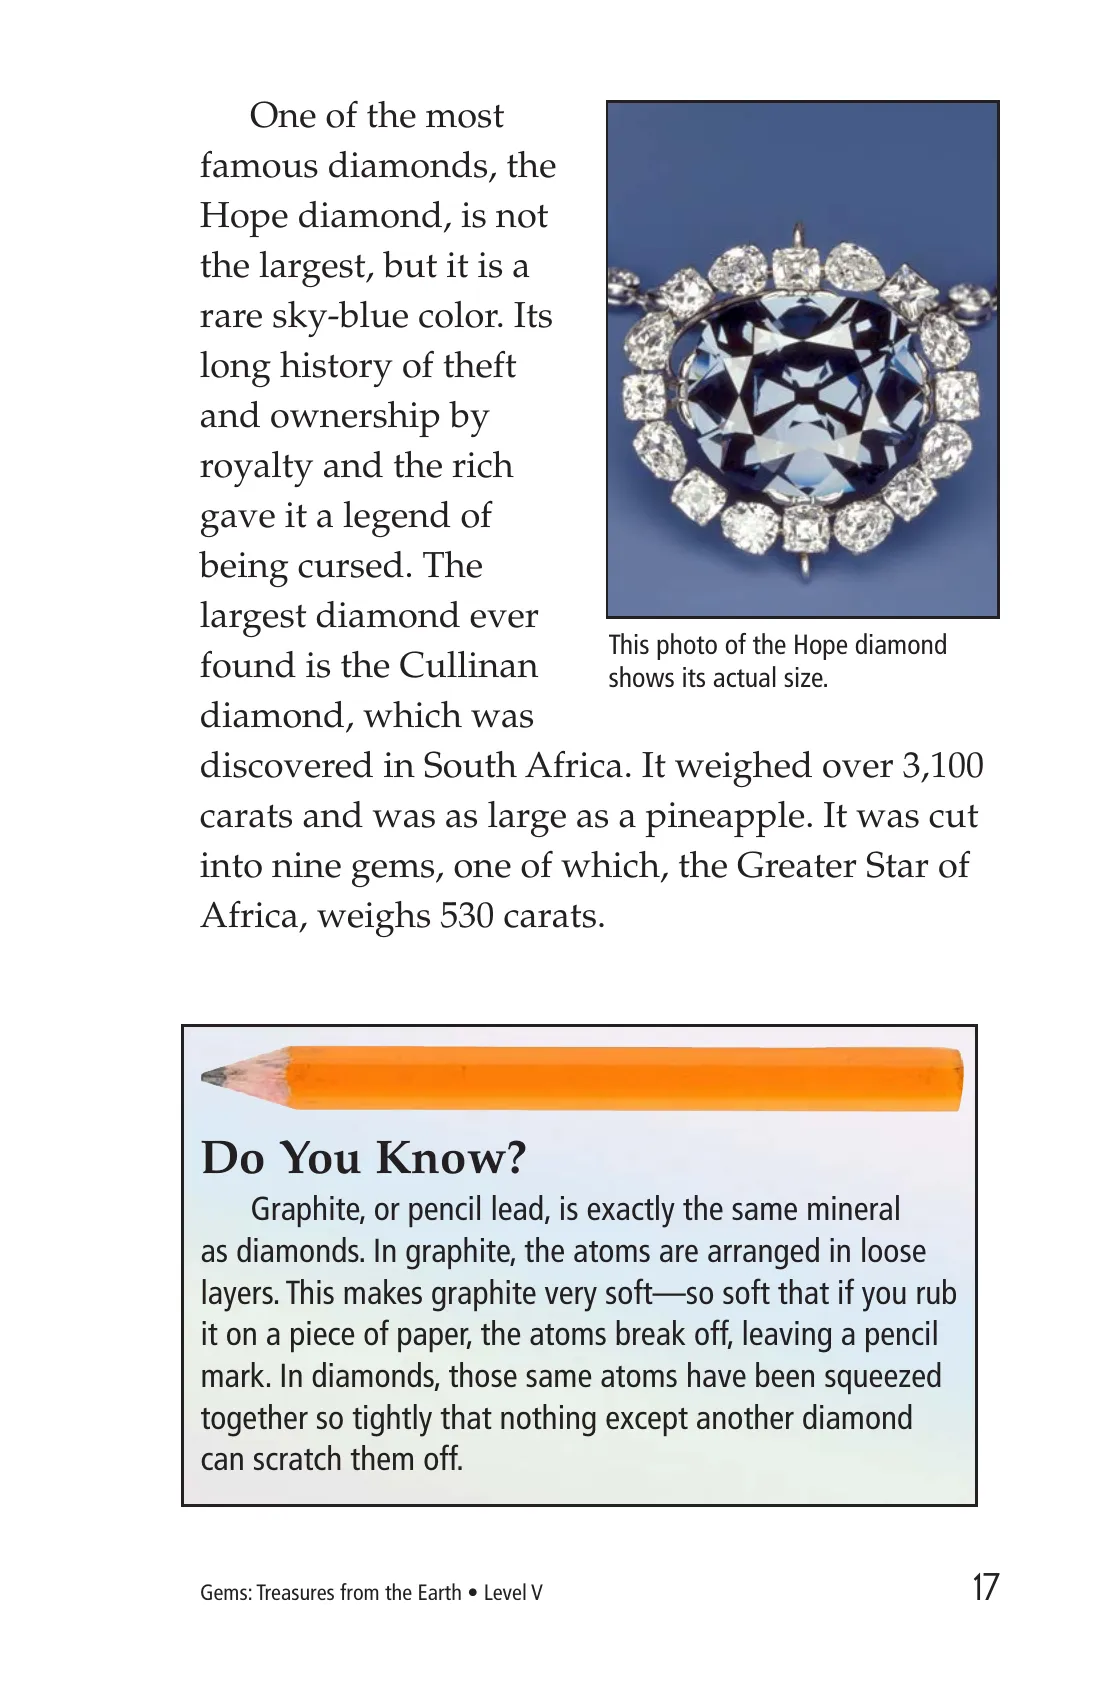 One of the most
famous diamonds, the
Hope diamond, is not
the largest, but it is a
rare sky-blue color. Its
long history of theft
and ownership by
royalty and the rich
gave it a legend of
being cursed. The
largest diamond ever
found is the Cullinan
diamond, which was
discovered in South Africa. It weighed over 3,100
carats and was as large as a pineapple. It was cut
into nine gems, one of which, the Greater Star of
Africa, weighs 530 carats.
This photo of the Hope diamond
shows its actual size.
Do You Know?
Graphite, or pencil lead, is exactly the same mineral
as diamonds. In graphite, the atoms are arranged in loose
layers. This makes graphite very soft—so soft that if you rub
it on a piece of paper, the atoms break off, leaving a pencil
mark. In diamonds, those same atoms have been squeezed
together so tightly that nothing except another diamond
can scratch them off.
Gems: Treasures from the Earth • Level V
17